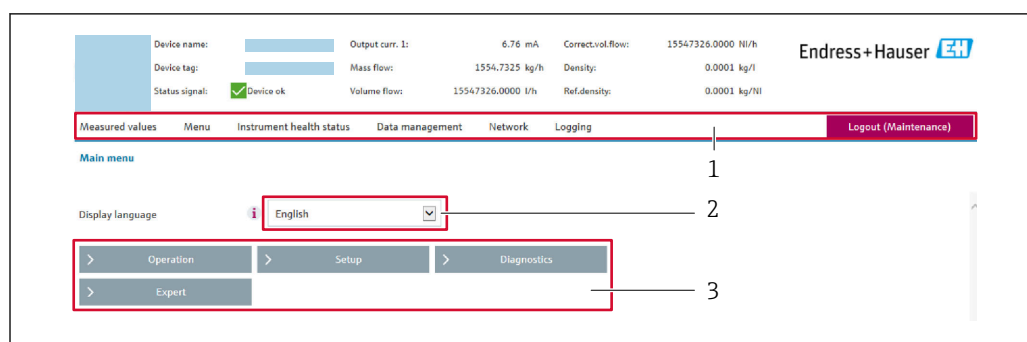 Device name: Output curr. 1: 6.76 mA Correct.vol.flow: 15547326.0000 Nl/h
Endress+Hauser EH
Device tag: Mass flow: 1554.7325 kg/h Density: 0.0001 kg/l
Status signal: Device ok Volume flow: 15547326.0000 l/h Ref.density: 0.0001 kg/Nl
Measured values Menu Instrument health status Data management Network Logging Logout (Maintenance)
1
Main menu
Display language i English 2
> Operation > Setup > Diagnostics
> Expert 3